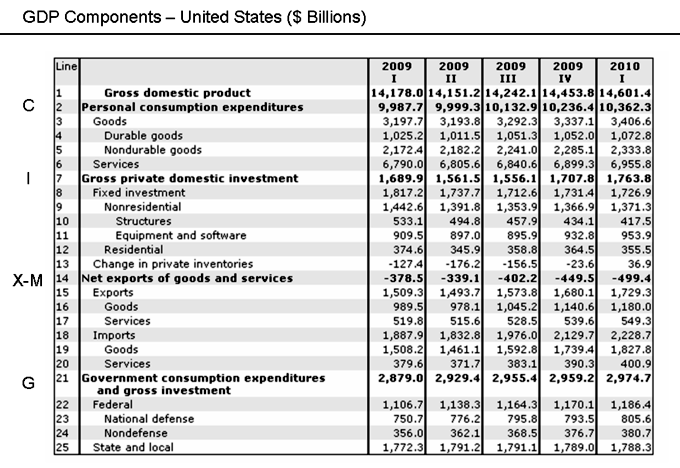 GDP Components – United States ($ Billions)
Line 2009 2009 2009 2009 2010
I II III IV I
1 Gross domestic product 14,178.0 14,151.2 14,242.1 14,453.8 14,601.4
C 2 Personal consumption expenditures 9,987.7 9,999.3 10,132.9 10,236.4 10,362.3
3 Goods 3,197.7 3,193.8 3,292.3 3,337.1 3,406.6
4 Durable goods 1,025.2 1,011.5 1,051.3 1,052.0 1,072.8
5 Nondurable goods 2,172.4 2,182.2 2,241.0 2,285.1 2,333.8
6 Services 6,790.0 6,805.6 6,840.6 6,899.3 6,955.8
I 7 Gross private domestic investment 1,689.9 1,561.5 1,556.1 1,707.8 1,763.8
8 Fixed investment 1,817.2 1,737.7 1,712.6 1,731.4 1,726.9
9 Nonresidential 1,442.6 1,391.8 1,353.9 1,366.9 1,371.3
10 Structures 533.1 494.8 457.9 434.1 417.5
11 Equipment and software 909.5 897.0 895.9 932.8 953.9
12 Residential 374.6 345.9 358.8 364.5 355.5
13 Change in private inventories -127.4 -176.2 -156.5 -23.6 36.9
X-M 14 Net exports of goods and services -378.5 -339.1 -402.2 -449.5 -499.4
15 Exports 1,509.3 1,493.7 1,573.8 1,680.1 1,729.3
16 Goods 989.5 978.1 1,045.2 1,140.6 1,180.0
17 Services 519.8 515.6 528.5 539.6 549.3
18 Imports 1,887.9 1,832.8 1,976.0 2,129.7 2,228.7
19 Goods 1,508.2 1,461.1 1,592.8 1,739.4 1,827.8
20 Services 379.6 371.7 383.1 390.3 400.9
G 21 Government consumption expenditures 2,879.0 2,929.4 2,955.4 2,959.2 2,974.7
and gross investment
22 Federal 1,106.7 1,138.3 1,164.3 1,170.1 1,186.4
23 National defense 750.7 776.2 795.8 793.5 805.6
24 Nondefense 356.0 362.1 368.5 376.7 380.7
25 State and local 1,772.3 1,791.2 1,791.1 1,789.0 1,788.3